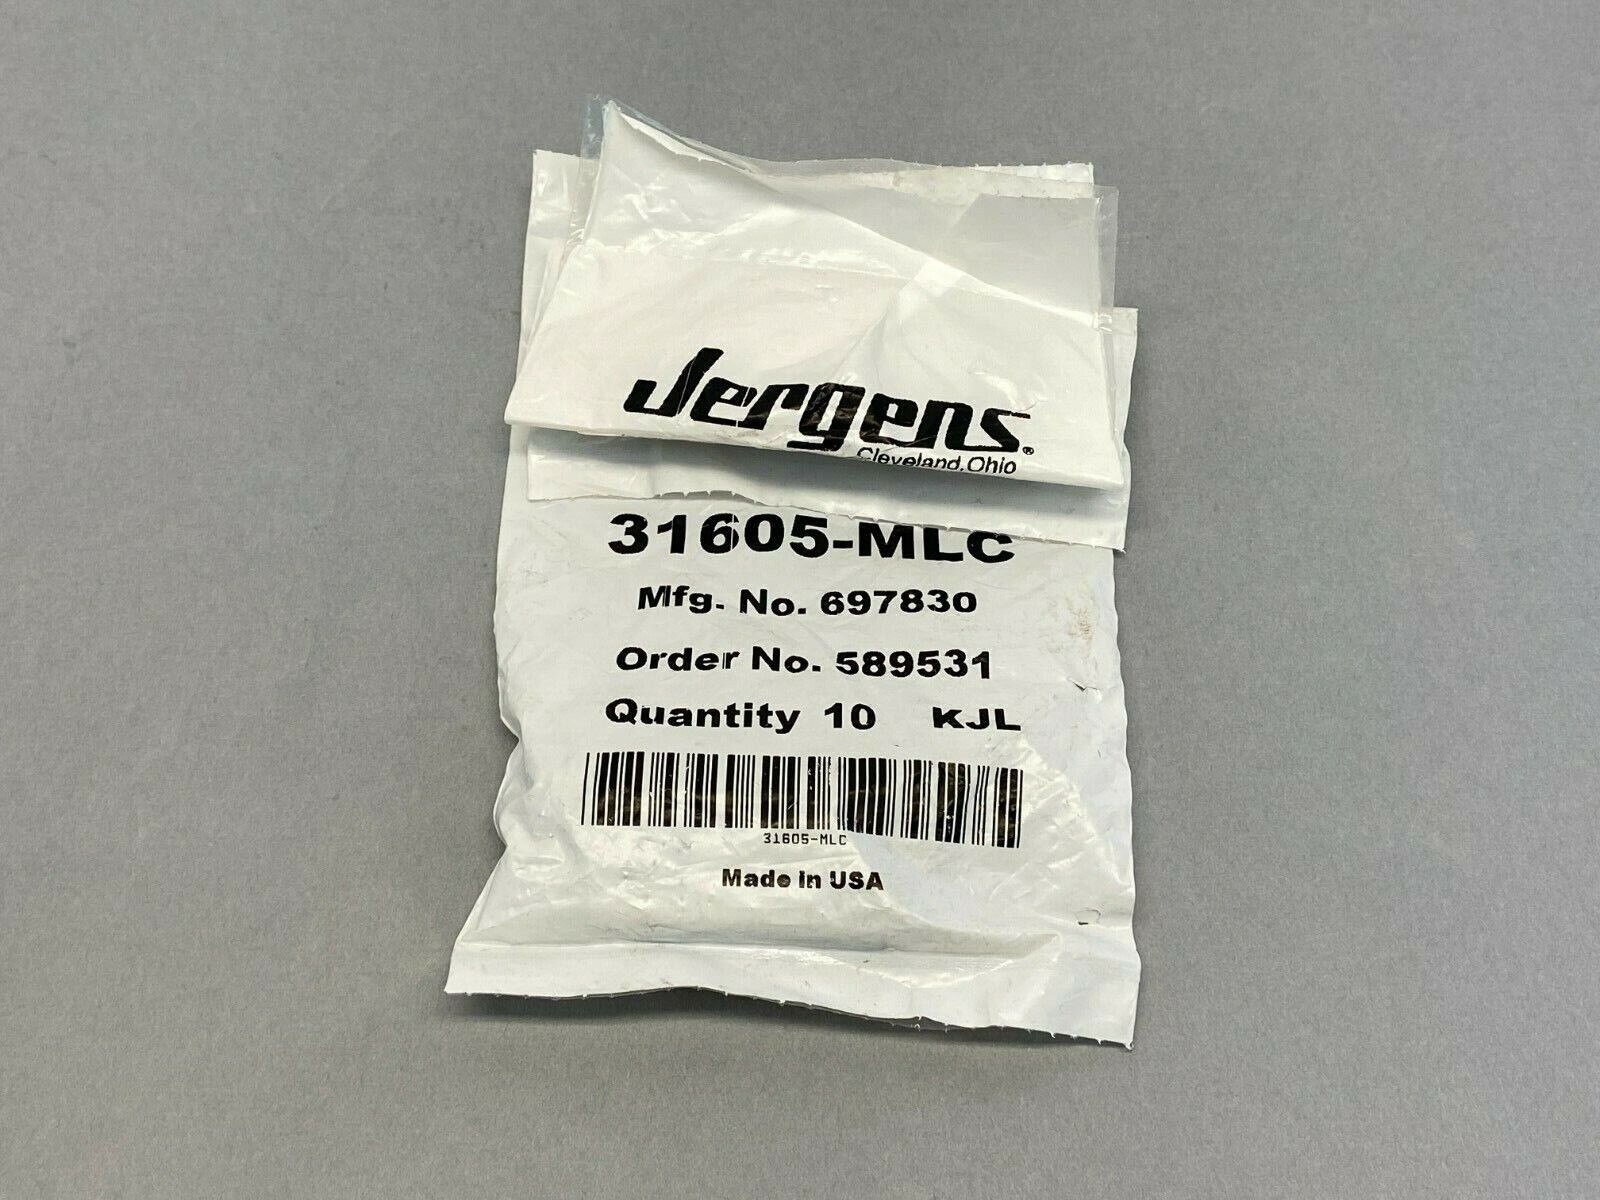 Jergens®
Cleveland, Ohio
31605-MLC
Mfg. No. 697830
Order No. 589531
Quantity 10 KJL
31605-MLC
Made in USA